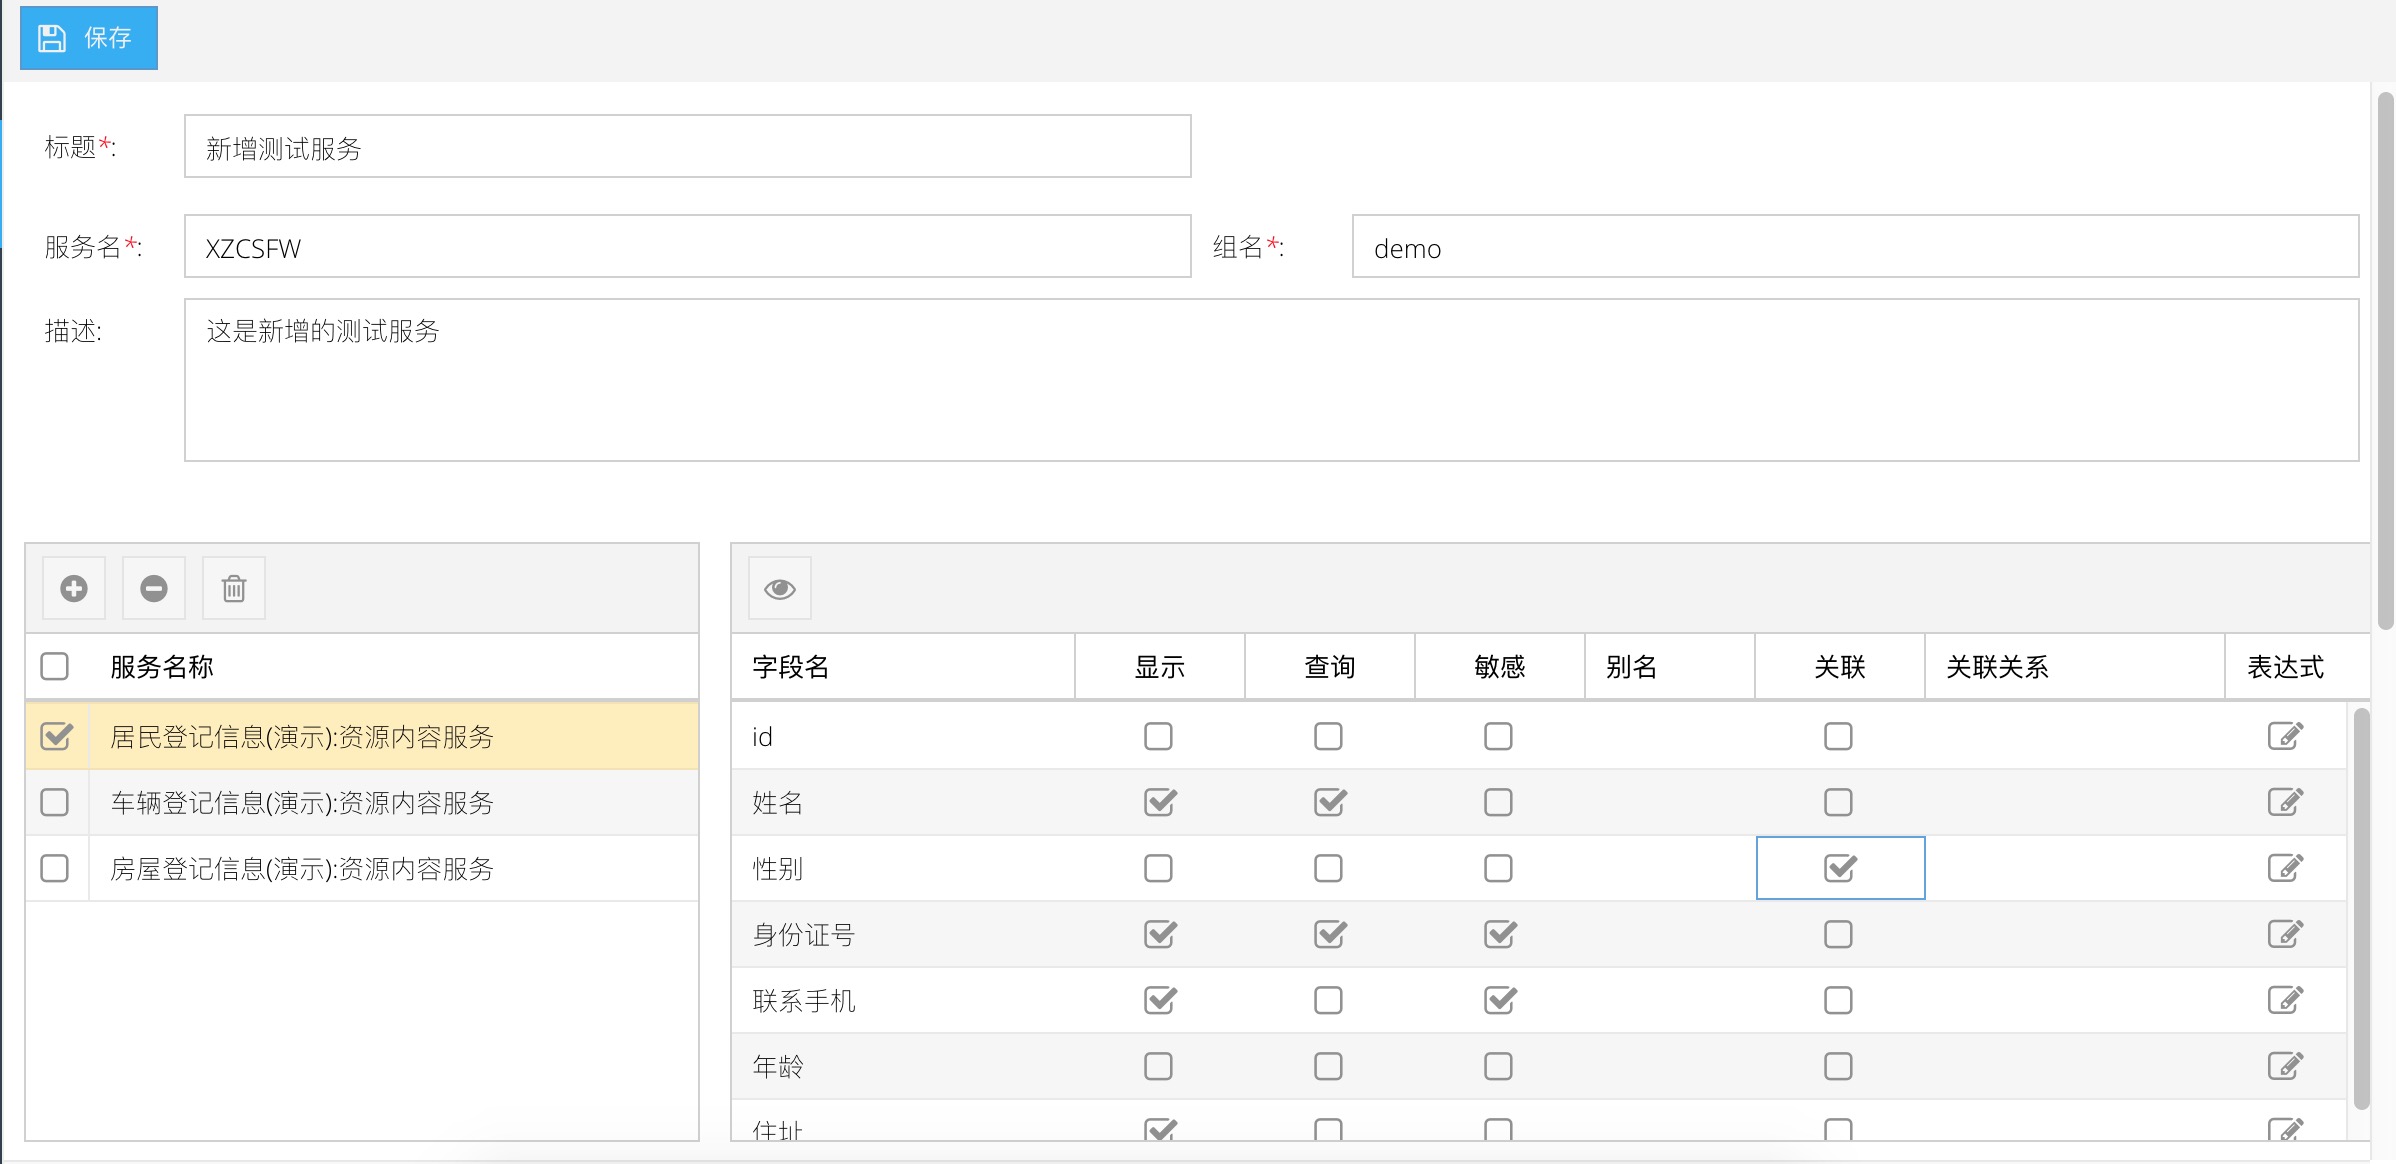 保存
标题*: 新增测试服务
服务名*: XZCSFW 组名*: demo
描述: 这是新增的测试服务
服务名称
居民登记信息(演示):资源内容服务
车辆登记信息(演示):资源内容服务
房屋登记信息(演示):资源内容服务
字段名 显示 查询 敏感 别名 关联 关联关系 表达式
id
姓名
性别
身份证号
联系手机
年龄
住址